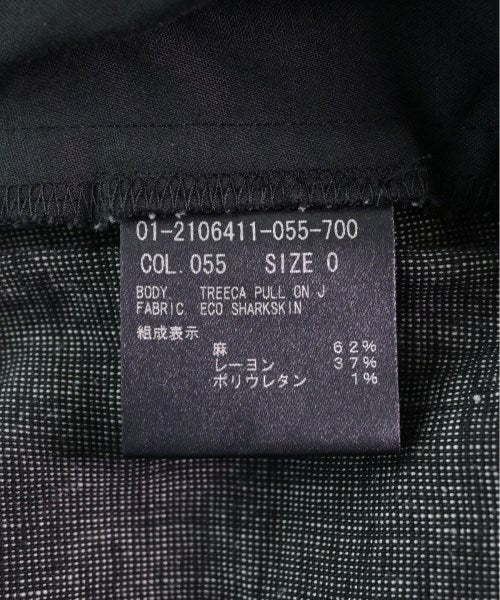 01-2106411-055-700
COL. 055 SIZE 0
BODY. TREECA PULL ON J
FABRIC. ECO SHARKSKIN
組成表示
麻 62%
レーヨン 37%
ポリウレタン 1%